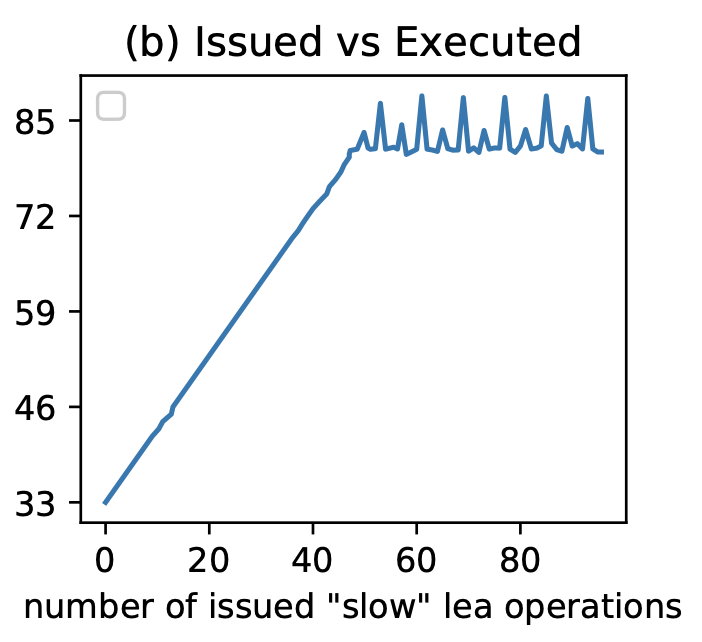 (b) Issued vs Executed
85
72
59
46
33
0 20 40 60 80
number of issued "slow" lea operations